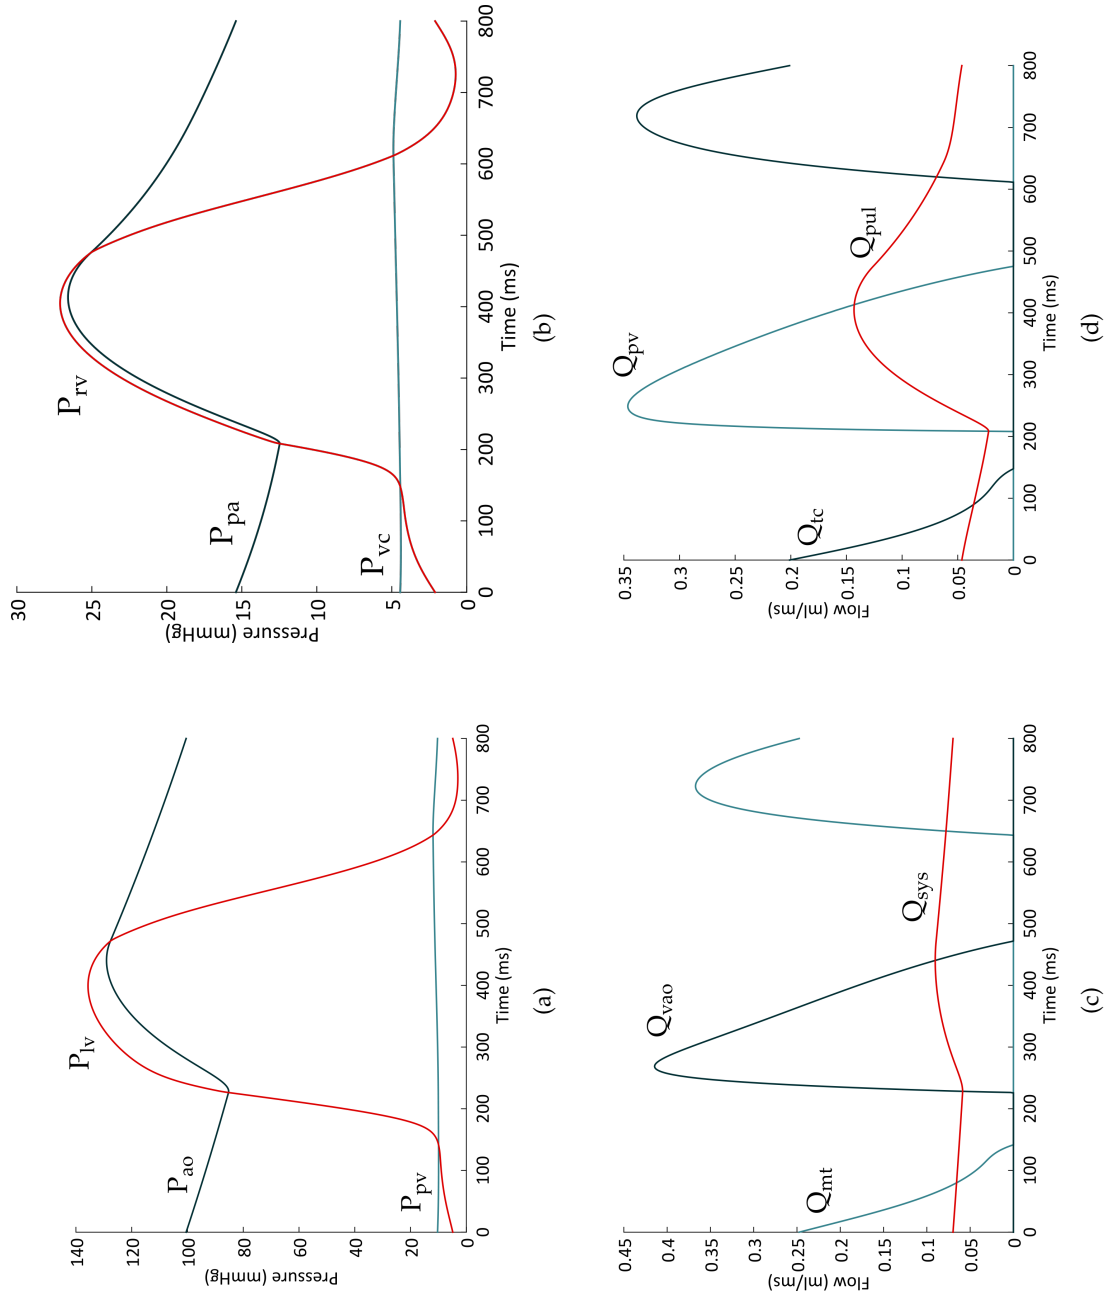 140
120
100
80
60
40
20
0
Pressure (mmHg)
P_lv
P_ao
P_pv
0 100 200 300 400 500 600 700 800
Time (ms)
(a)
30
25
20
15
10
5
0
Pressure (mmHg)
P_rv
P_pa
P_vc
0 100 200 300 400 500 600 700 800
Time (ms)
(b)
0.45
0.4
0.35
0.3
0.25
0.2
0.15
0.1
0.05
0
Flow (ml/ms)
Q_vao
Q_mt
Q_sys
0 100 200 300 400 500 600 700 800
Time (ms)
(c)
0.35
0.3
0.25
0.2
0.15
0.1
0.05
0
Flow (ml/ms)
Q_pv
Q_tc
Q_pul
0 100 200 300 400 500 600 700 800
Time (ms)
(d)